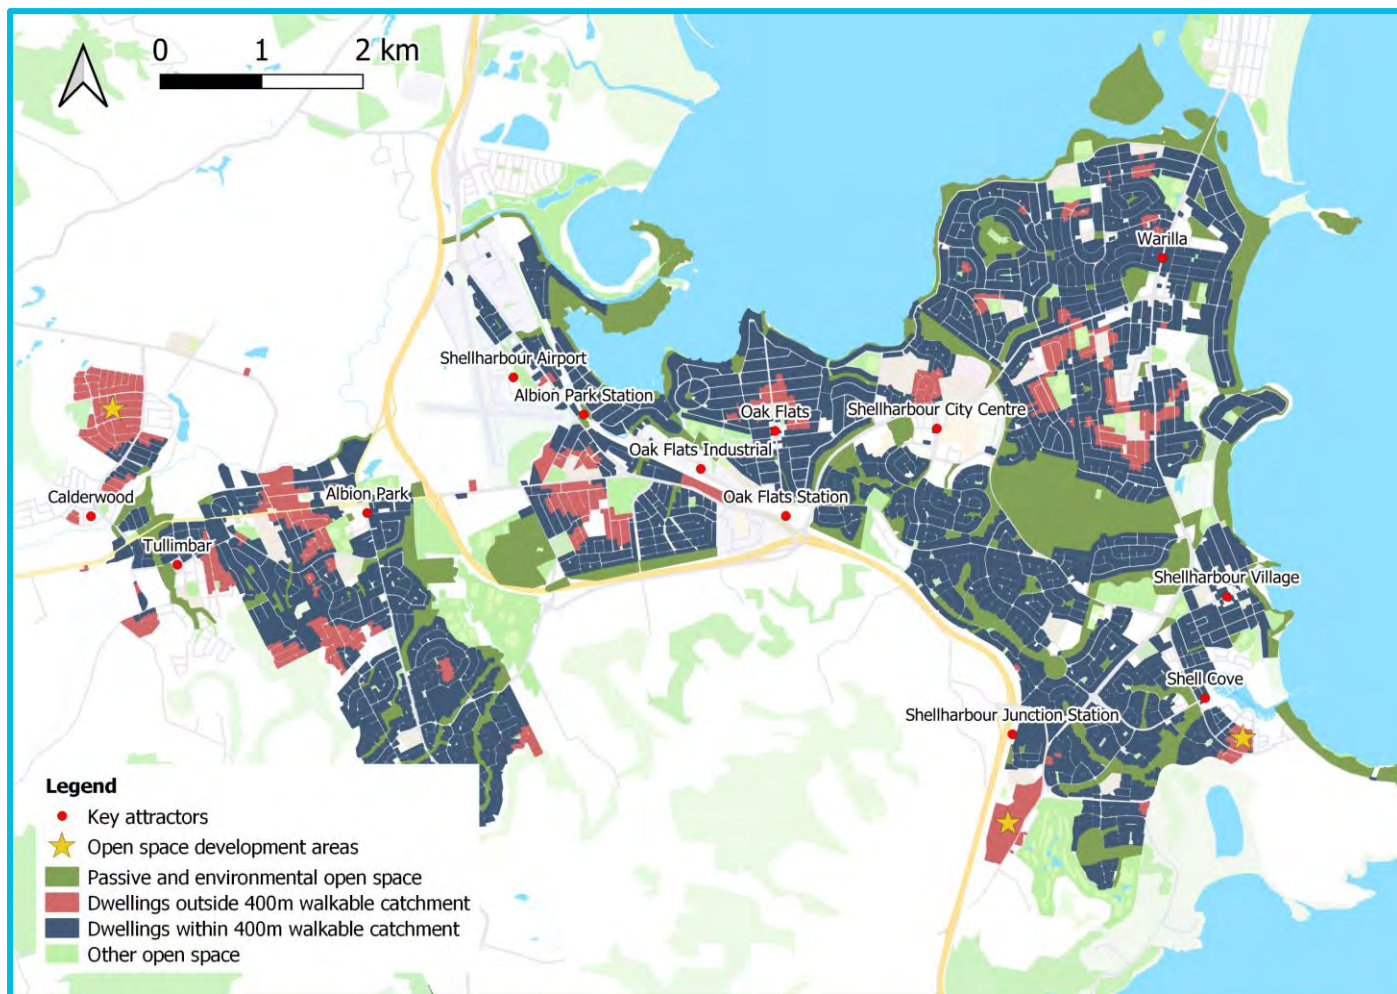 0 1 2 km
Warilla
Shellharbour Airport
Albion Park Station
Oak Flats
Shellharbour City Centre
Oak Flats Industrial
Calderwood
Albion Park
Oak Flats Station
Tullimbar
Shellharbour Village
Shell Cove
Shellharbour Junction Station
Legend
Key attractors
Open space development areas
Passive and environmental open space
Dwellings outside 400m walkable catchment
Dwellings within 400m walkable catchment
Other open space